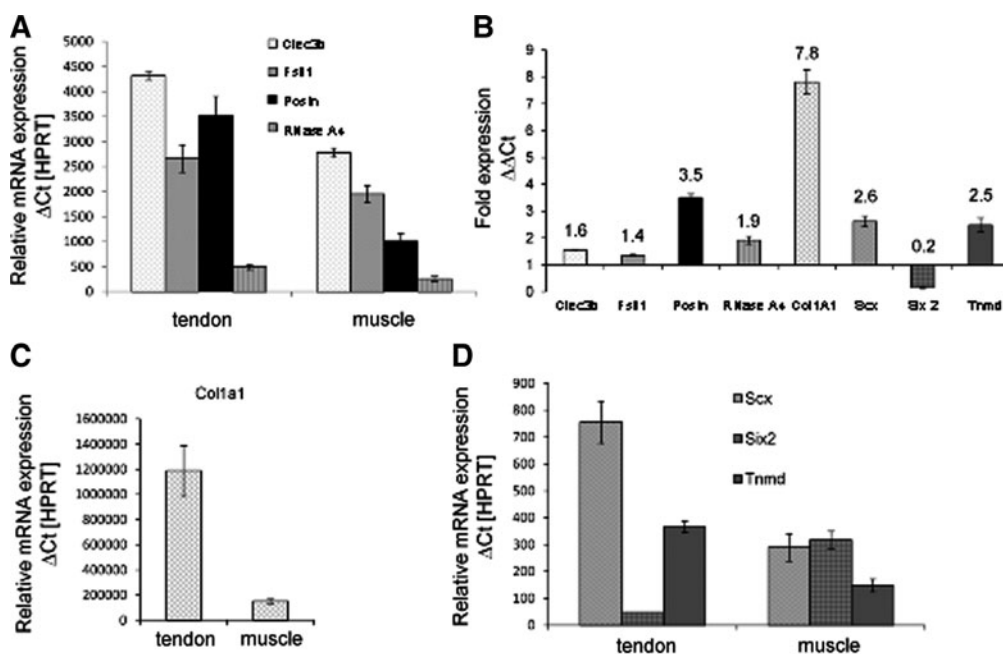 A
Relative mRNA expression
ΔCt [HPRT]
5000
4500
4000
3500
3000
2500
2000
1500
1000
500
0
Clec3b
Fstl1
Postn
RNase A4
tendon
muscle
B
Fold expression
ΔΔCt
9
8
7
6
5
4
3
2
1
0
1.6
1.4
3.5
1.9
7.8
2.6
0.2
2.5
Clec3b
Fstl1
Postn
RNase A4
Col1A1
Scx
Six 2
Tnmd
C
Col1a1
Relative mRNA expression
ΔCt [HPRT]
1600000
1400000
1200000
1000000
800000
600000
400000
200000
0
tendon
muscle
D
Relative mRNA expression
ΔCt [HPRT]
900
800
700
600
500
400
300
200
100
0
Scx
Six2
Tnmd
tendon
muscle